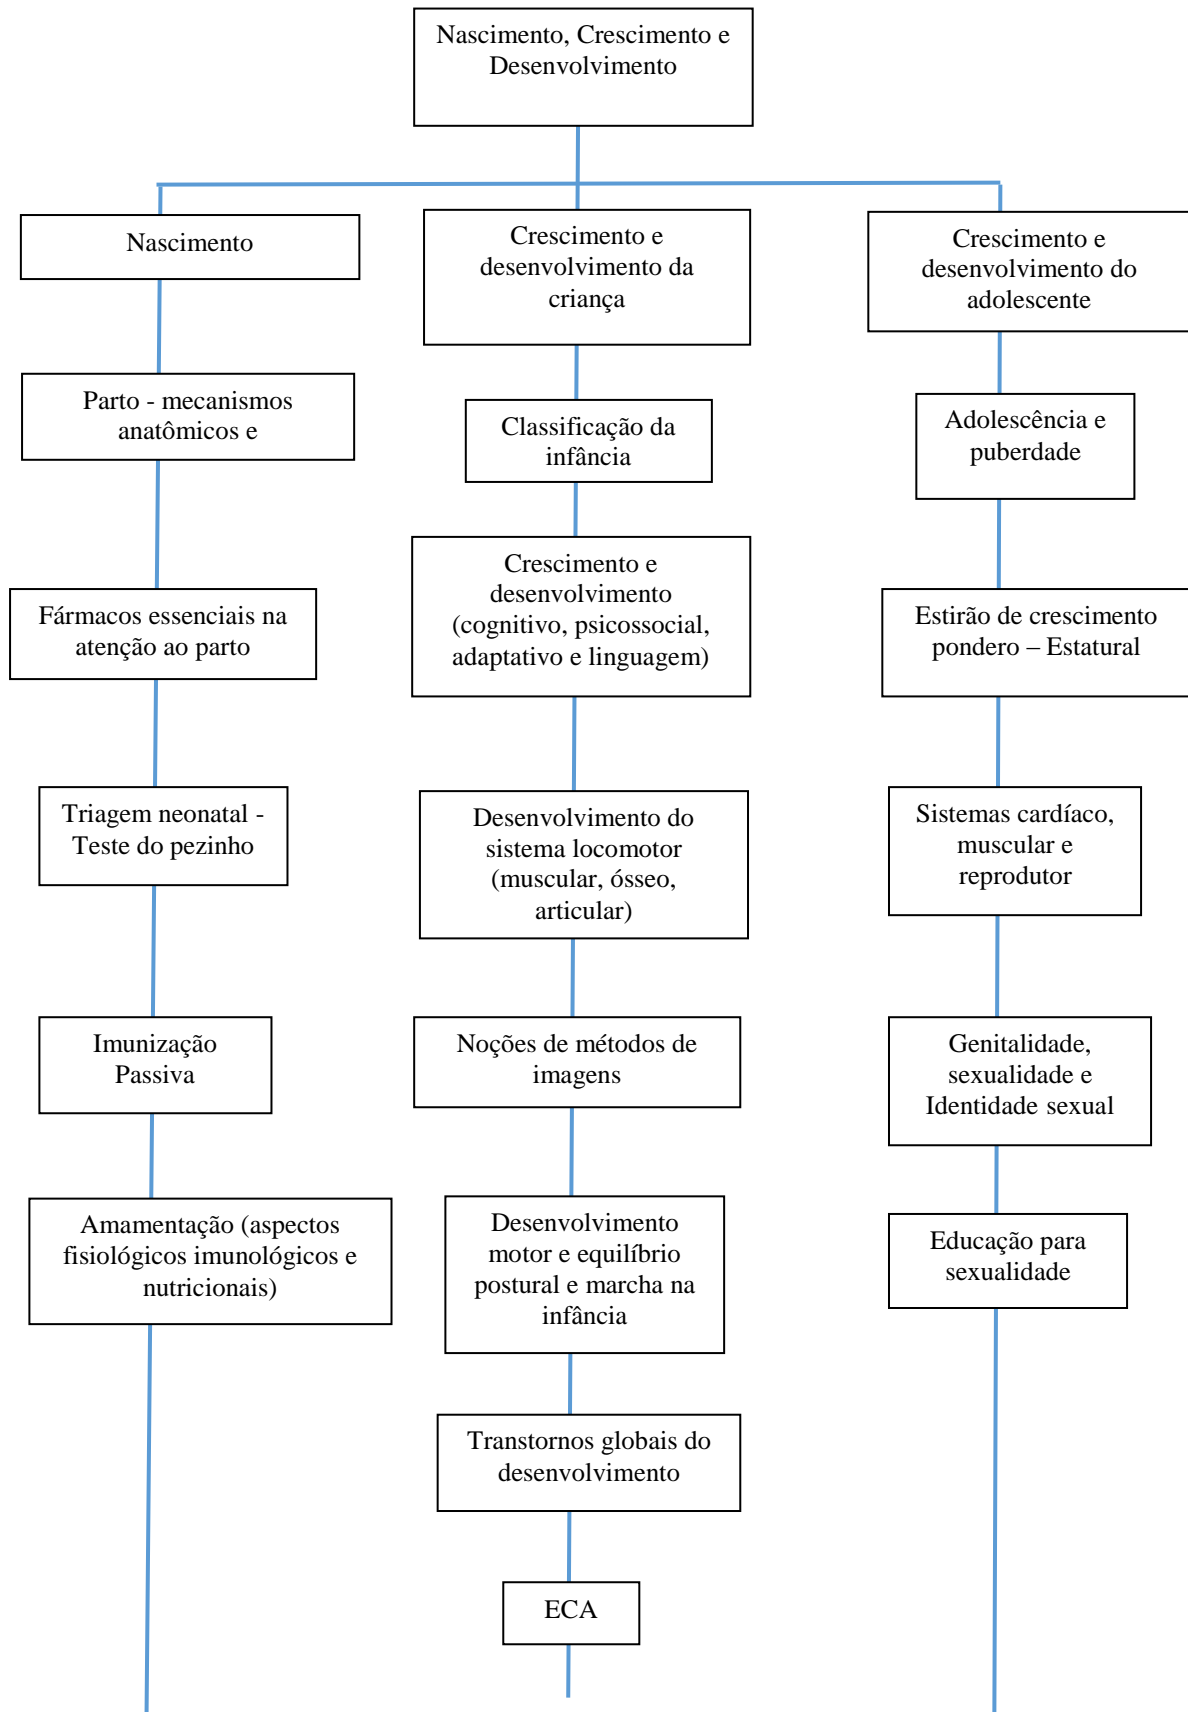 Nascimento, Crescimento e
Desenvolvimento
Nascimento
Crescimento e
desenvolvimento da
criança
Crescimento e
desenvolvimento do
adolescente
Parto - mecanismos
anatômicos e
Classificação da
infância
Adolescência e
puberdade
Fármacos essenciais na
atenção ao parto
Crescimento e
desenvolvimento
(cognitivo, psicossocial,
adaptativo e linguagem)
Estirão de crescimento
pondero – Estatural
Triagem neonatal -
Teste do pezinho
Desenvolvimento do
sistema locomotor
(muscular, ósseo,
articular)
Sistemas cardíaco,
muscular e
reprodutor
Imunização
Passiva
Noções de métodos de
imagens
Genitalidade,
sexualidade e
Identidade sexual
Amamentação (aspectos
fisiológicos imunológicos e
nutricionais)
Desenvolvimento
motor e equilíbrio
postural e marcha na
infância
Educação para
sexualidade
Transtornos globais do
desenvolvimento
ECA